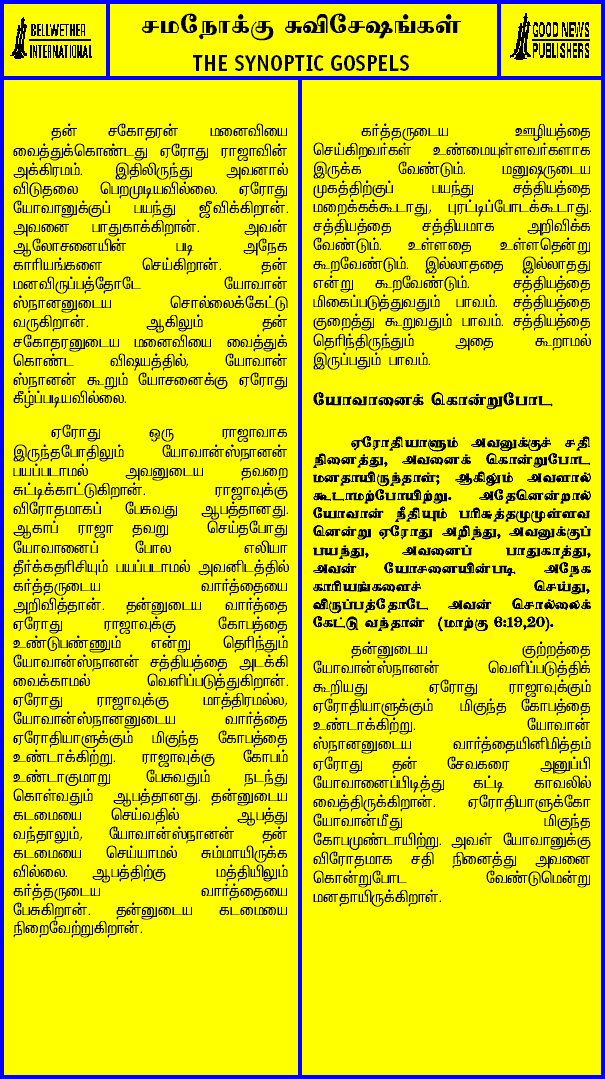 BELLWETHER
INTERNATIONAL
சமநோக்கு சுவிசேஷங்கள்
THE SYNOPTIC GOSPELS
GOOD NEWS
PUBLISHERS
தன் சகோதரன் மனைவியை
வைத்துக்கொண்டது ஏரோது ராஜாவின்
அக்கிரமம். இதிலிருந்து அவனால்
விடுதலை பெறமுடியவில்லை. ஏரோது
யோவானுக்குப் பயந்து ஜீவிக்கிறான்.
அவனை பாதுகாக்கிறான். அவன்
ஆலோசனையின் படி அநேக
காரியங்களை செய்கிறான். தன்
மனவிருப்பத்தோடே யோவான்
ஸ்நானனுடைய சொல்லைக்கேட்டு
வருகிறான். ஆகிலும் தன்
சகோதரனுடைய மனைவியை வைத்துக்
கொண்ட விஷயத்தில், யோவான்
ஸ்நானன் கூறும் யோசனைக்கு ஏரோது
கீழ்ப்படியவில்லை.
ஏரோது ஒரு ராஜாவாக
இருந்தபோதிலும் யோவான்ஸ்நானன்
பயப்படாமல் அவனுடைய தவறை
சுட்டிக்காட்டுகிறான். ராஜாவுக்கு
விரோதமாகப் பேசுவது ஆபத்தானது.
ஆகாப் ராஜா தவறு செய்தபோது
யோவானைப் போல எலியா
தீர்க்கதரிசியும் பயப்படாமல் அவனிடத்தில்
கர்த்தருடைய வார்த்தையை
அறிவித்தான். தன்னுடைய வார்த்தை
ஏரோது ராஜாவுக்கு கோபத்தை
உண்டுபண்ணும் என்று தெரிந்தும்
யோவான்ஸ்நானன் சத்தியத்தை அடக்கி
வைக்காமல் வெளிப்படுத்துகிறான்.
ஏரோது ராஜாவுக்கு மாத்திரமல்ல,
யோவான்ஸ்நானனுடைய வார்த்தை
ஏரோதியாளுக்கும் மிகுந்த கோபத்தை
உண்டாக்கிற்று. ராஜாவுக்கு கோபம்
உண்டாகுமாறு பேசுவதும் நடந்து
கொள்வதும் ஆபத்தானது. தன்னுடைய
கடமையை செய்வதில் ஆபத்து
வந்தாலும், யோவான்ஸ்நானன் தன்
கடமையை செய்யாமல் சும்மாயிருக்க
வில்லை. ஆபத்திற்கு மத்தியிலும்
கர்த்தருடைய வார்த்தையை
பேசுகிறான். தன்னுடைய கடமையை
நிறைவேற்றுகிறான்.
கர்த்தருடைய ஊழியத்தை
செய்கிறவர்கள் உண்மையுள்ளவர்களாக
இருக்க வேண்டும். மனுஷருடைய
முகத்திற்குப் பயந்து சத்தியத்தை
மறைக்கக்கூடாது, புரட்டிப்போடக்கூடாது.
சத்தியத்தை சத்தியமாக அறிவிக்க
வேண்டும். உள்ளதை உள்ளதென்று
கூறவேண்டும். இல்லாததை இல்லாதது
என்று கூறவேண்டும். சத்தியத்தை
மிகைப்படுத்துவதும் பாவம். சத்தியத்தை
குறைத்து கூறுவதும் பாவம். சத்தியத்தை
தெரிந்திருந்தும் அதை கூறாமல்
இருப்பதும் பாவம்.
யோவானைக் கொன்றுபோட
ஏரோதியாளும் அவனுக்குச் சதி
நினைத்து, அவனைக் கொன்றுபோட
மனதாயிருந்தாள்; ஆகிலும் அவளால்
கூடாமற்போயிற்று. அதேனென்றால்
யோவான் நீதியும் பரிசுத்தமுமுள்ளவ
னென்று ஏரோது அறிந்து, அவனுக்குப்
பயந்து, அவனைப் பாதுகாத்து,
அவன் யோசனையின்படி அநேக
காரியங்களைச் செய்து,
விருப்பத்தோடே அவன் சொல்லைக்
கேட்டு வந்தான் (மாற்கு 6:19,20).
தன்னுடைய குற்றத்தை
யோவான்ஸ்நானன் வெளிப்படுத்திக்
கூறியது ஏரோது ராஜாவுக்கும்
ஏரோதியாளுக்கும் மிகுந்த கோபத்தை
உண்டாக்கிற்று. யோவான்
ஸ்நானனுடைய வார்த்தையினிமித்தம்
ஏரோது தன் சேவகரை அனுப்பி
யோவானைப்பிடித்து கட்டி காவலில்
வைத்திருக்கிறான். ஏரோதியாளுக்கோ
யோவான்மீது மிகுந்த
கோபமுண்டாயிற்று. அவள் யோவானுக்கு
விரோதமாக சதி நினைத்து அவனை
கொன்றுபோட வேண்டுமென்று
மனதாயிருக்கிறாள்.